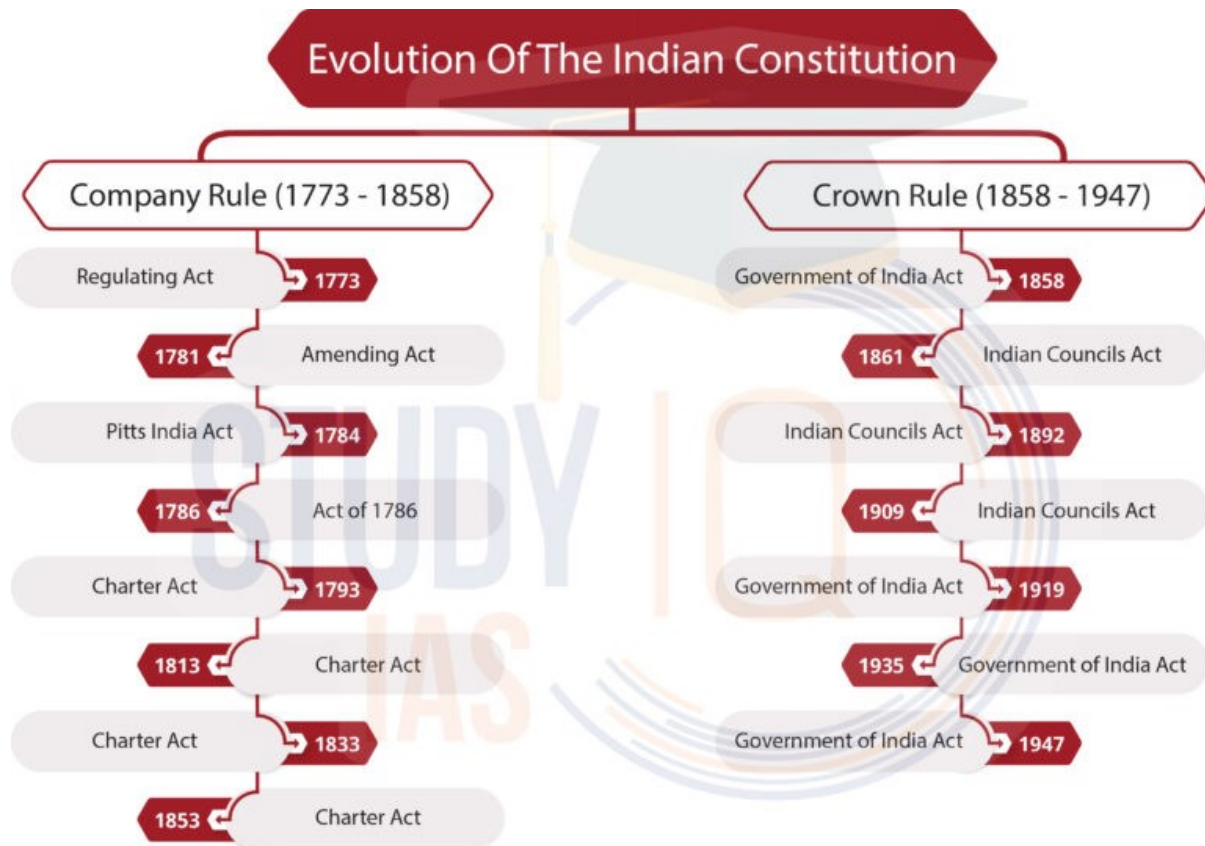 Evolution Of The Indian Constitution
Company Rule (1773 - 1858)
Regulating Act
1773
1781
Amending Act
Pitts India Act
1784
1786
Act of 1786
Charter Act
1793
1813
Charter Act
Charter Act
1833
1853
Charter Act
Crown Rule (1858 - 1947)
Government of India Act
1858
1861
Indian Councils Act
Indian Councils Act
1892
1909
Indian Councils Act
Government of India Act
1919
1935
Government of India Act
Government of India Act
1947
STUDY IQ
IAS